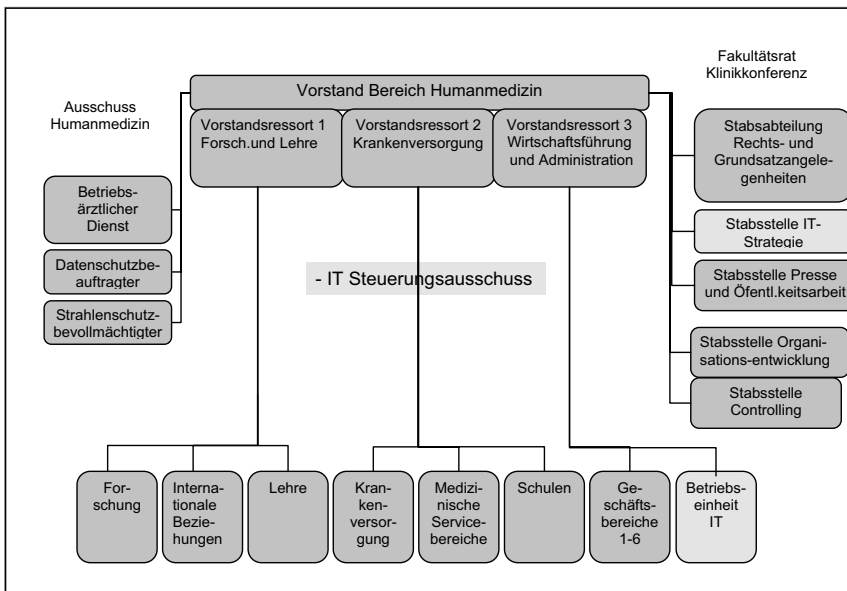 Fakultätsrat
Klinikkonferenz
Vorstand Bereich Humanmedizin
Ausschuss
Humanmedizin
Vorstandsressort 1
Forsch.und Lehre
Vorstandsressort 2
Krankenversorgung
Vorstandsressort 3
Wirtschaftsführung
und Administration
Stabsabteilung
Rechts- und
Grundsatzangele-
genheiten
Betriebs-
ärztlicher
Dienst
Stabsstelle IT-
Strategie
Datenschutzbe-
auftragter
- IT Steuerungsausschuss
Stabsstelle Presse
und Öfentl.keitsarbeit
Strahlenschutz-
bevollmächtigter
Stabsstelle Organi-
sations-entwicklung
Stabsstelle
Controlling
For-
schung
Internatio-
nale
Bezie-
hungen
Lehre
Kran-
ken-
versor-
gung
Medizi-
nische
Service-
bereiche
Schulen
Ge-
schäfts-
bereiche
1-6
Betriebs-
einheit
IT